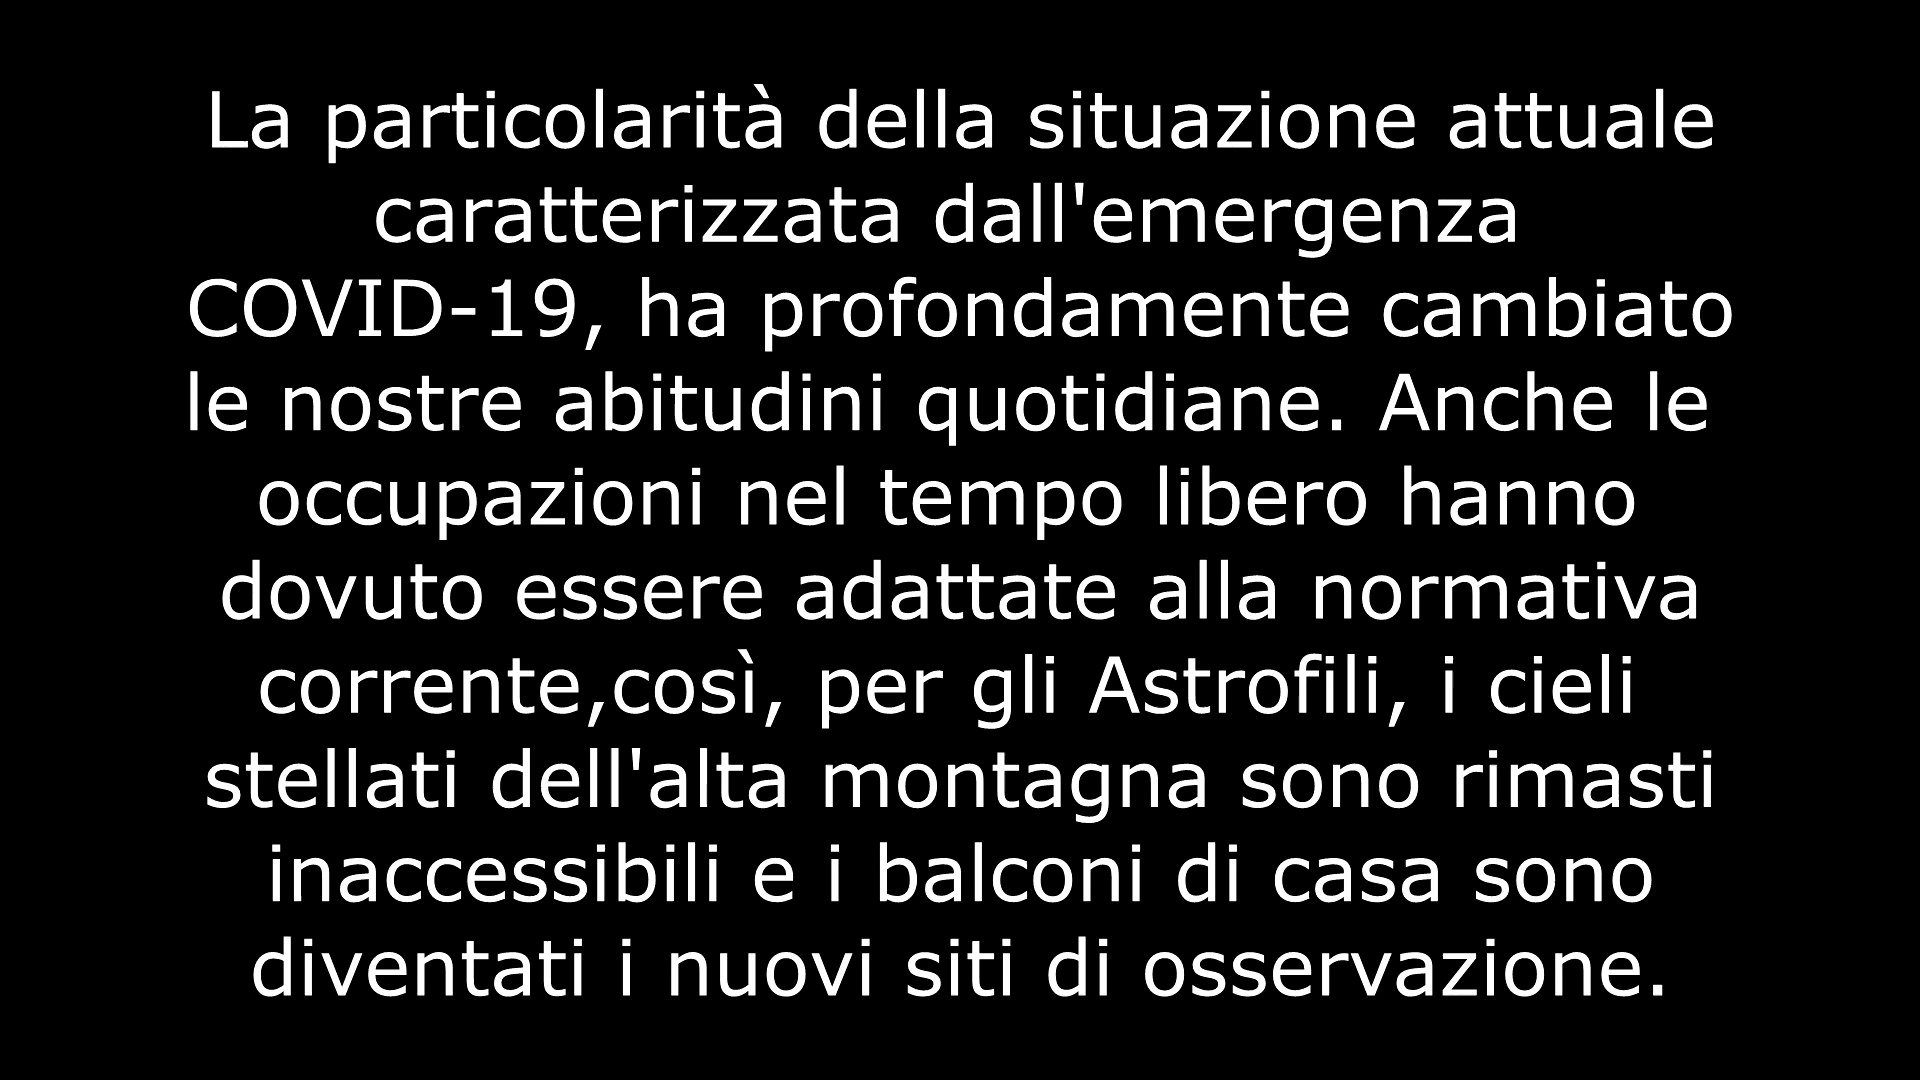 La particolarità della situazione attuale
caratterizzata dall'emergenza
COVID-19, ha profondamente cambiato
le nostre abitudini quotidiane. Anche le
occupazioni nel tempo libero hanno
dovuto essere adattate alla normativa
corrente,così, per gli Astrofili, i cieli
stellati dell'alta montagna sono rimasti
inaccessibili e i balconi di casa sono
diventati i nuovi siti di osservazione.